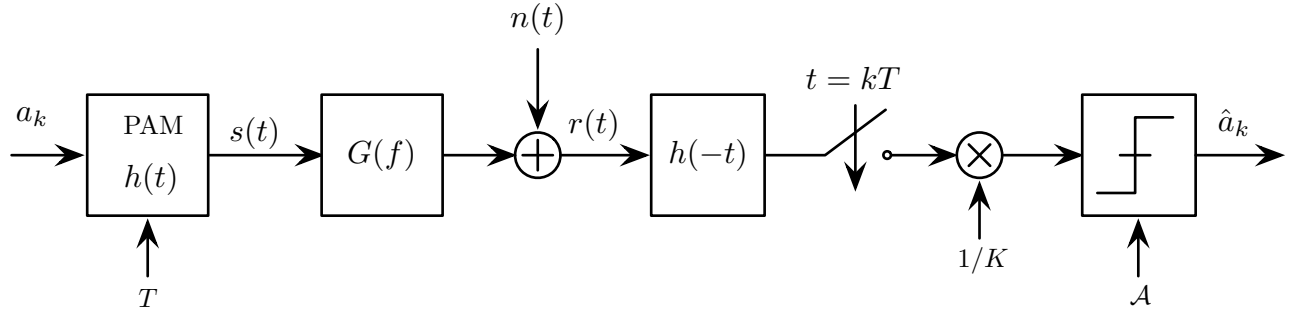 n(t)
t = kT
a_k
PAM
h(t)
s(t)
G(f)
r(t)
h(−t)
â_k
1/K
T
𝒜